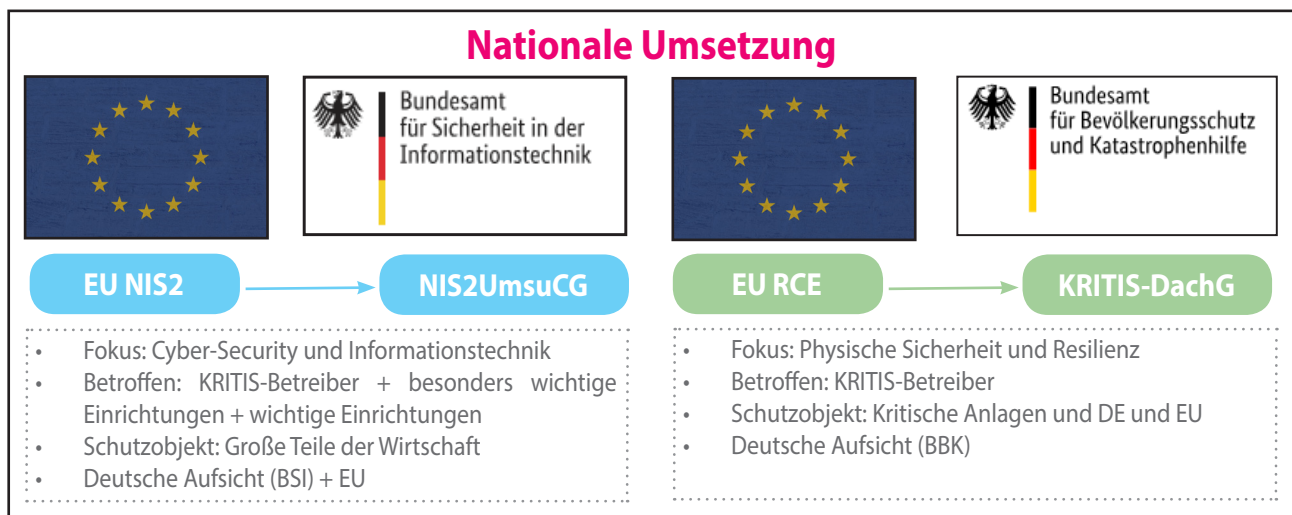 Nationale Umsetzung
Bundesamt
für Sicherheit in der
Informationstechnik
Bundesamt
für Bevölkerungsschutz
und Katastrophenhilfe
EU NIS2
NIS2UmsuCG
EU RCE
KRITIS-DachG
• Fokus: Cyber-Security und Informationstechnik
• Betroffen: KRITIS-Betreiber + besonders wichtige
Einrichtungen + wichtige Einrichtungen
• Schutzobjekt: Große Teile der Wirtschaft
• Deutsche Aufsicht (BSI) + EU
• Fokus: Physische Sicherheit und Resilienz
• Betroffen: KRITIS-Betreiber
• Schutzobjekt: Kritische Anlagen und DE und EU
• Deutsche Aufsicht (BBK)